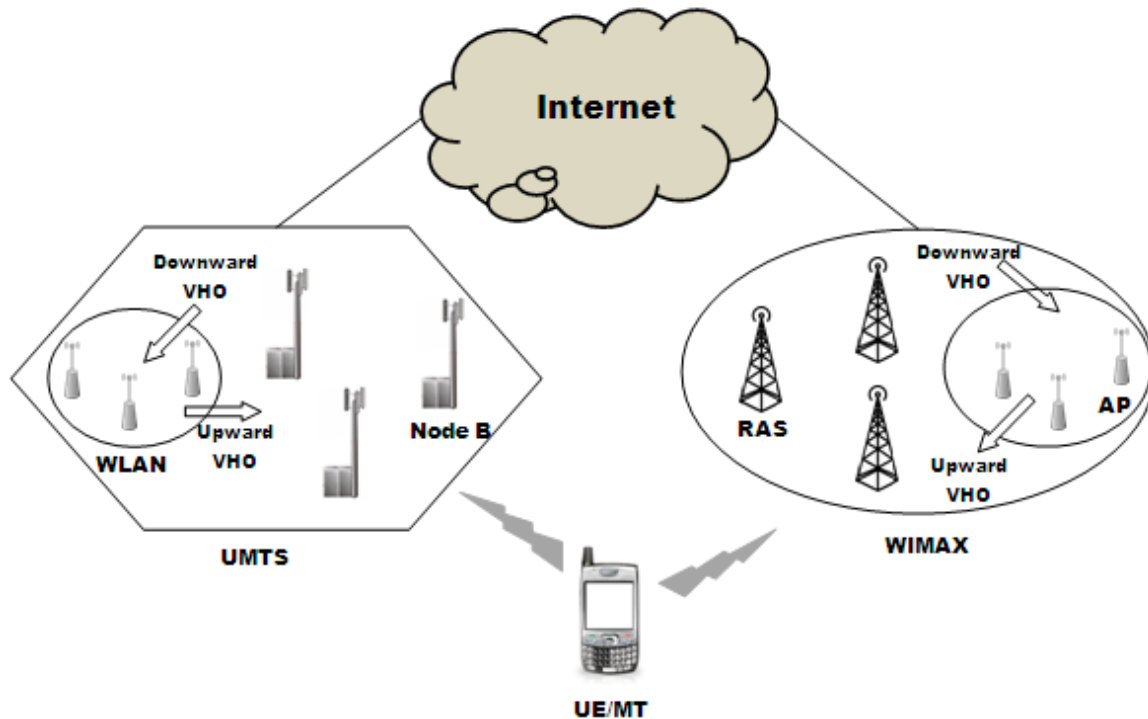 Internet
Downward
VHO
Upward
VHO
WLAN
Node B
UMTS
Downward
VHO
RAS
AP
Upward
VHO
WIMAX
UE/MT